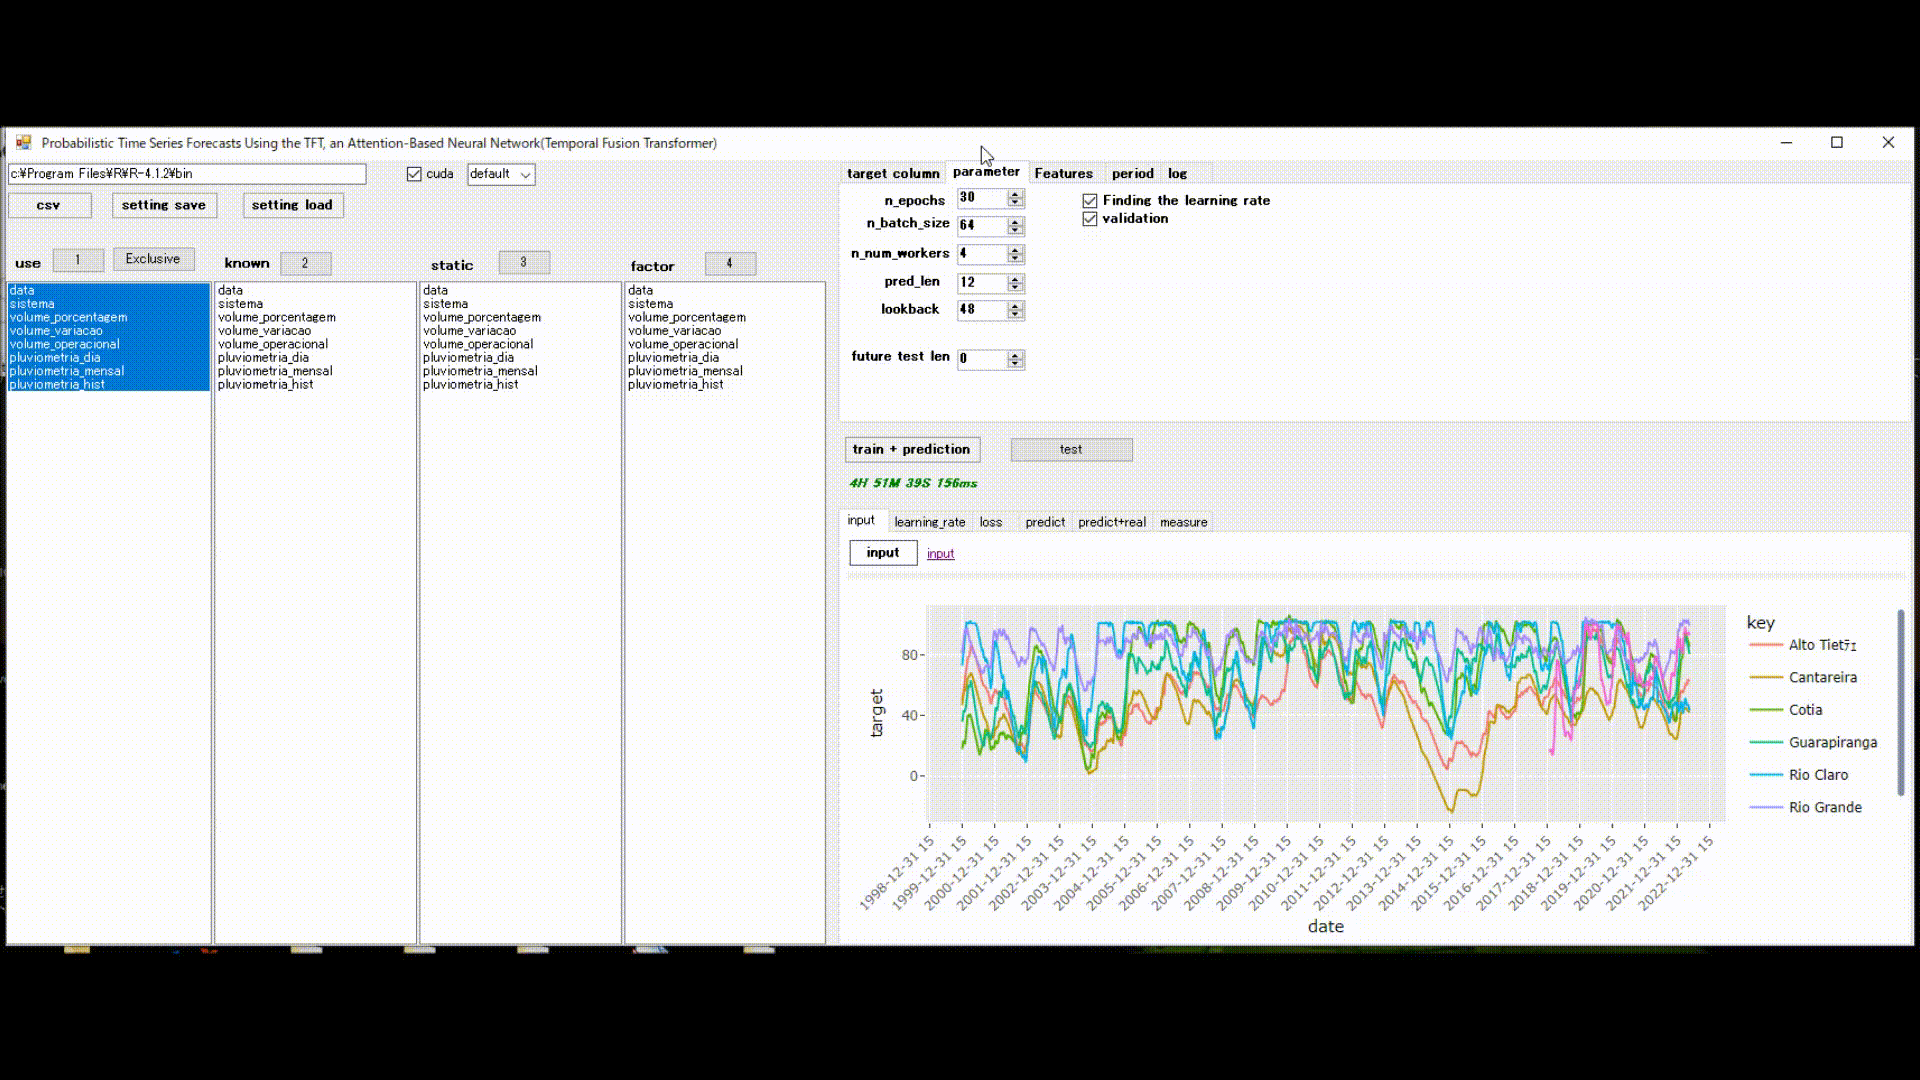 Probabilistic Time Series Forecasts Using the TFT, an Attention-Based Neural Network(Temporal Fusion Transformer)
c:¥Program Files¥R¥R-4.1.2¥bin
cuda
default
csv
setting save
setting load
use
1
Exclusive
known
2
static
3
factor
4
data
sistema
volume_porcentagem
volume_variacao
volume_operacional
pluviometria_dia
pluviometria_mensal
pluviometria_hist
data
sistema
volume_porcentagem
volume_variacao
volume_operacional
pluviometria_dia
pluviometria_mensal
pluviometria_hist
data
sistema
volume_porcentagem
volume_variacao
volume_operacional
pluviometria_dia
pluviometria_mensal
pluviometria_hist
data
sistema
volume_porcentagem
volume_variacao
volume_operacional
pluviometria_dia
pluviometria_mensal
pluviometria_hist
target column
parameter
Features
period
log
n_epochs 30
n_batch_size 64
n_num_workers 4
pred_len 12
lookback 48
future test len 0
Finding the learning rate
validation
train + prediction
test
4H 51M 39S 156ms
input
learning_rate
loss
predict
predict+real
measure
input
input
target
80
40
0
1998-12-31 15
1999-12-31 15
2000-12-31 15
2001-12-31 15
2002-12-31 15
2003-12-31 15
2004-12-31 15
2005-12-31 15
2006-12-31 15
2007-12-31 15
2008-12-31 15
2009-12-31 15
2010-12-31 15
2011-12-31 15
2012-12-31 15
2013-12-31 15
2014-12-31 15
2015-12-31 15
2016-12-31 15
2017-12-31 15
2018-12-31 15
2019-12-31 15
2020-12-31 15
2021-12-31 15
2022-12-31 15
date
key
Alto Tietﾃｪ
Cantareira
Cotia
Guarapiranga
Rio Claro
Rio Grande